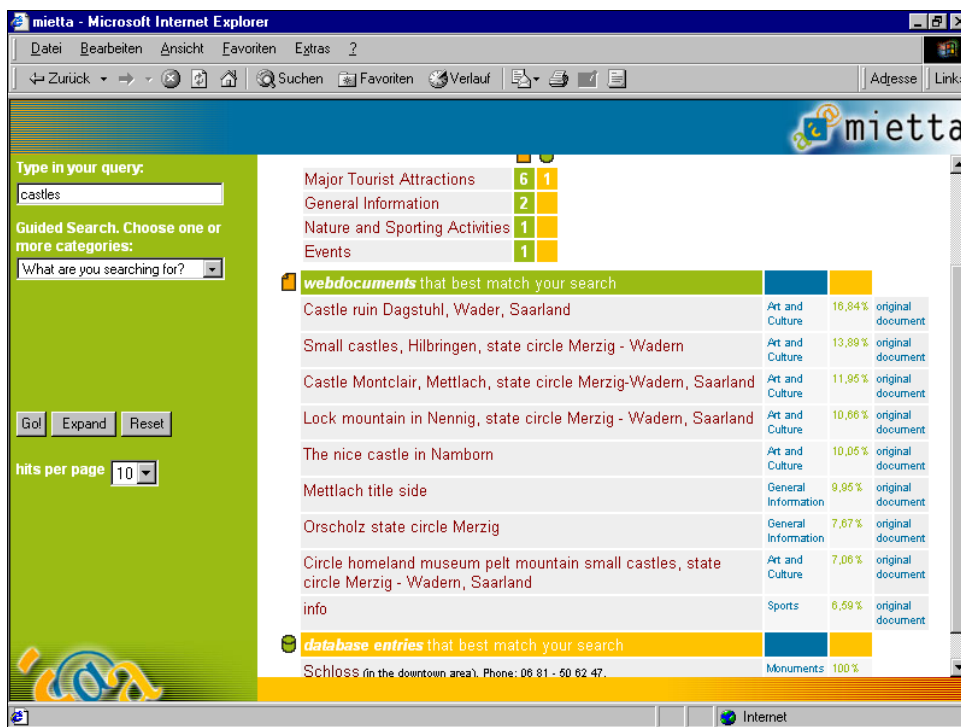 mietta - Microsoft Internet Explorer
Datei Bearbeiten Ansicht Favoriten Extras ?
Zurück Suchen Favoriten Verlauf Adresse Links
mietta
Type in your query:
castles
Guided Search. Choose one or
more categories:
What are you searching for?
Go! Expand Reset
hits per page 10
Major Tourist Attractions 6 1
General Information 2
Nature and Sporting Activities 1
Events 1
webdocuments that best match your search
Castle ruin Dagstuhl, Wader, Saarland Art and Culture 16,84% original document
Small castles, Hilbringen, state circle Merzig - Wadern Art and Culture 13,89% original document
Castle Montclair, Mettlach, state circle Merzig-Wadern, Saarland Art and Culture 11,95% original document
Lock mountain in Nennig, state circle Merzig - Wadern, Saarland Art and Culture 10,66% original document
The nice castle in Namborn Art and Culture 10,05% original document
Mettlach title side General Information 9,95% original document
Orscholz state circle Merzig General Information 7,67% original document
Circle homeland museum pelt mountain small castles, state
circle Merzig - Wadern, Saarland Art and Culture 7,06% original document
info Sports 6,59% original document
database entries that best match your search
Schloss (in the downtown area). Phone: 06 81 - 50 62 47. Monuments 100%
Internet